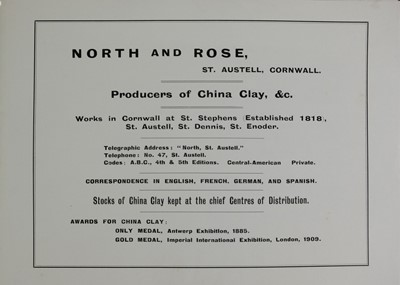 NORTH AND ROSE,
ST. AUSTELL, CORNWALL.
Producers of China Clay, &c.
Works in Cornwall at St. Stephens (Established 1818),
St. Austell, St. Dennis, St. Enoder.
Telegraphic Address: "North, St. Austell."
Telephone: No. 47, St. Austell.
Codes: A.B.C., 4th & 5th Editions. Central-American Private.
CORRESPONDENCE IN ENGLISH, FRENCH, GERMAN, AND SPANISH.
Stocks of China Clay kept at the chief Centres of Distribution.
AWARDS FOR CHINA CLAY:
ONLY MEDAL, Antwerp Exhibition, 1885.
GOLD MEDAL, Imperial International Exhibition, London, 1909.